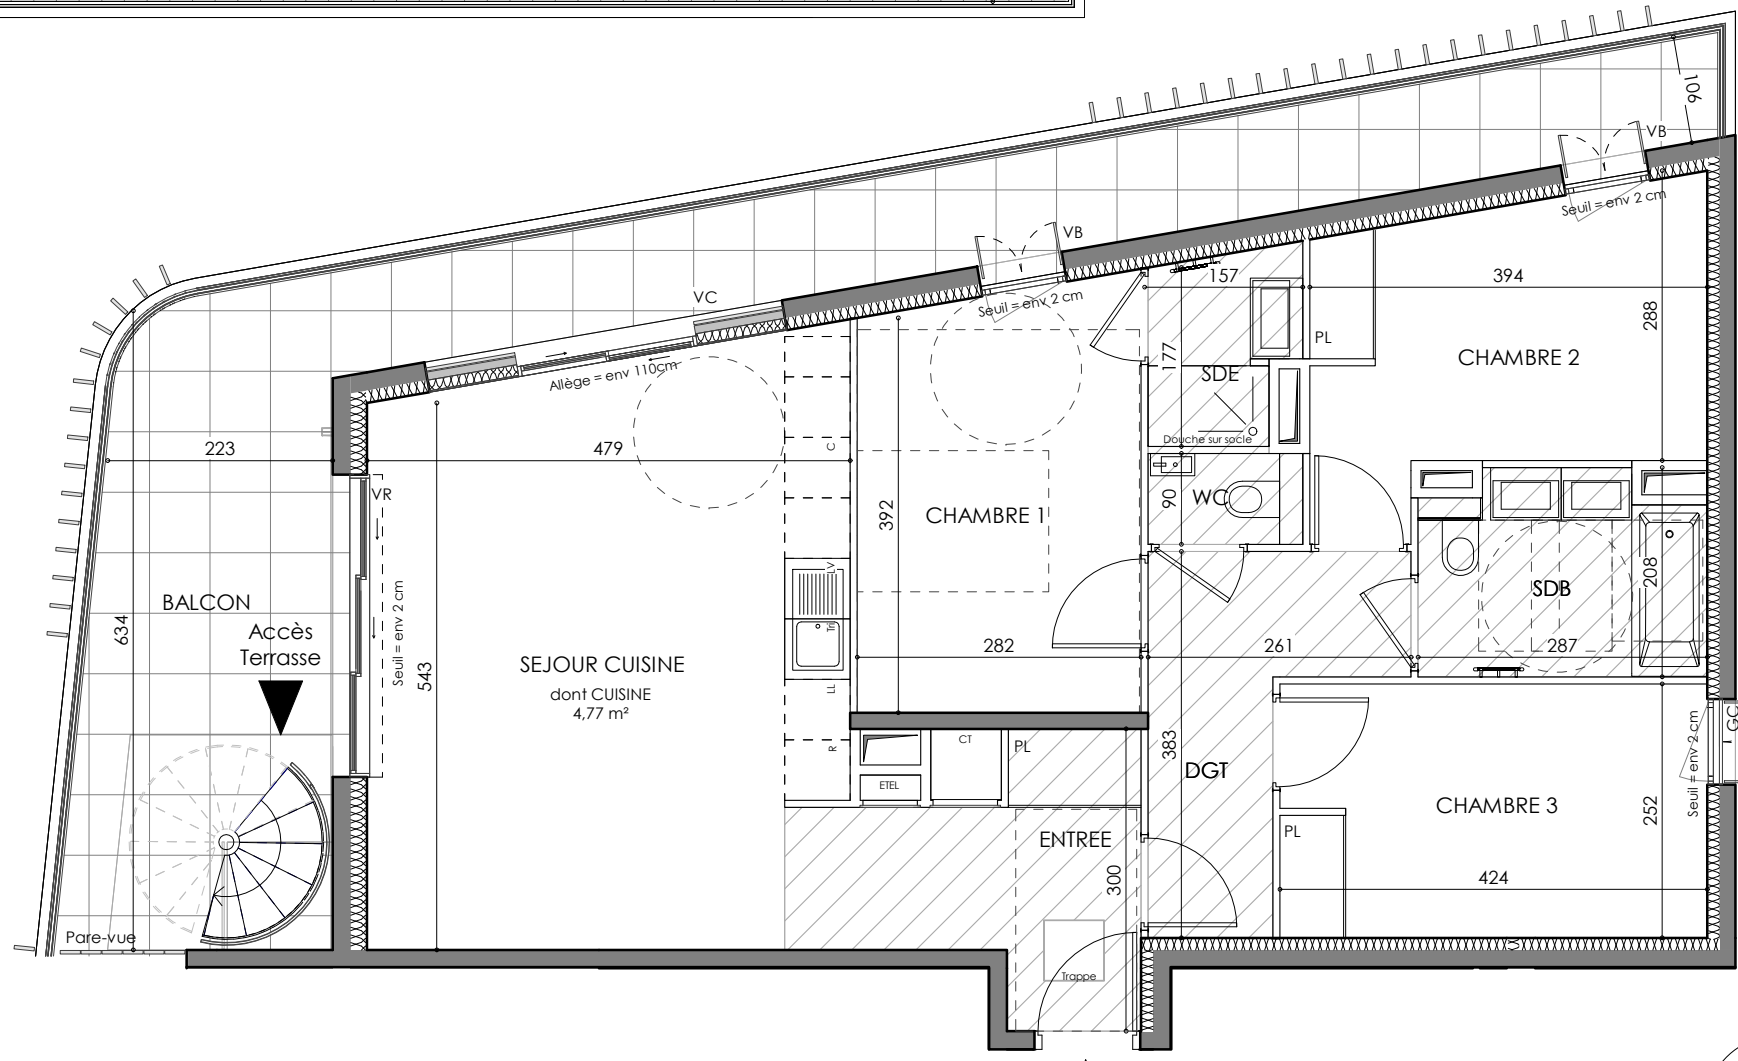 106
VB
Seuil = env 2 cm
VB
157
394
VC
Seuil = env 2 cm
288
PL
177
CHAMBRE 2
Allège = env 110cm
SDE
223
479
C
Douche sur socle
VR
90
WC
392
CHAMBRE 1
LV
208
SDB
Seuil = env 2 cm
BALCON
634
Accès
Terrasse
Tri
282
261
287
543
SEJOUR CUISINE
dont CUISINE
4,77 m²
LL
R
CT
PL
383
DGT
GC
Seuil = env 2 cm
ETEL
CHAMBRE 3
252
ENTREE
PL
300
424
Pare-vue
Trappe